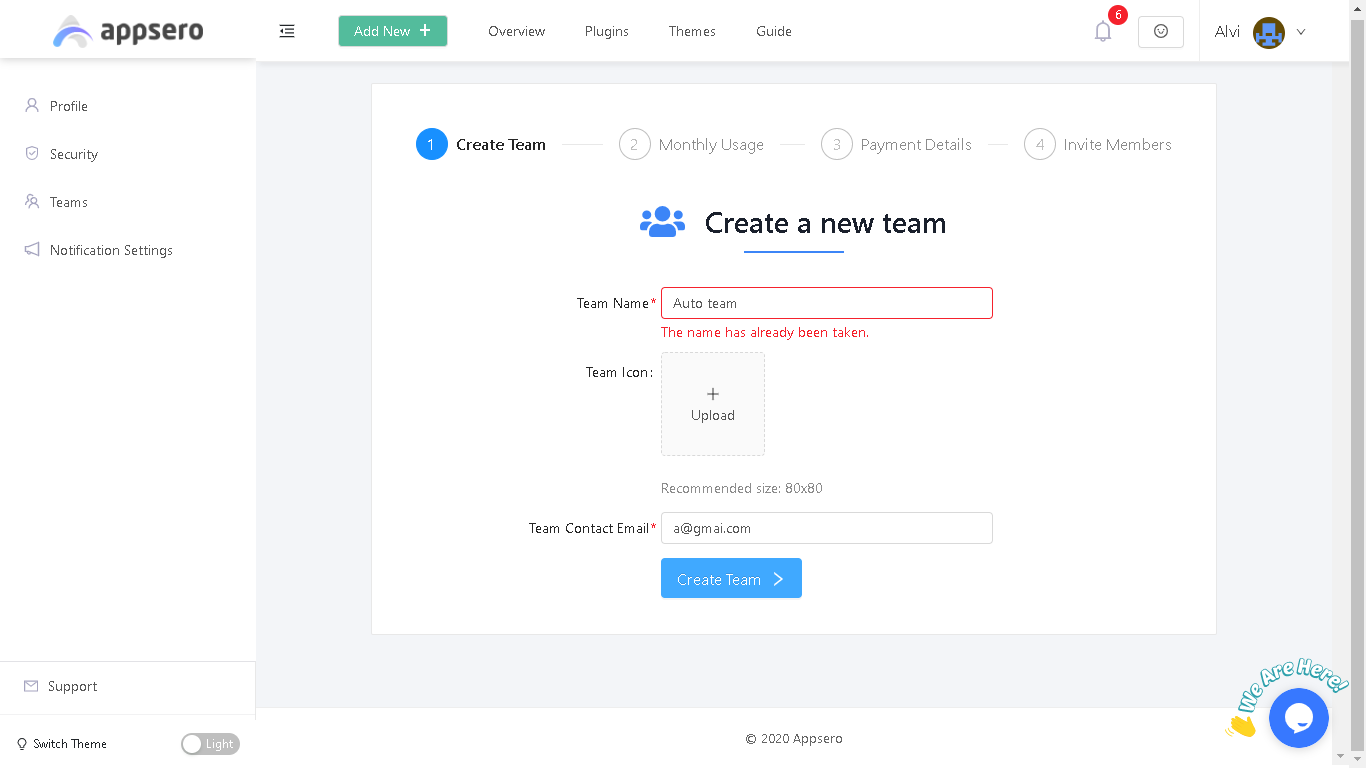 appsero
Add New +
Overview
Plugins
Themes
Guide
6
Alvi
Profile
Security
Teams
Notification Settings
1 Create Team
2 Monthly Usage
3 Payment Details
4 Invite Members
Create a new team
Team Name*
Auto team
The name has already been taken.
Team Icon:
+
Upload
Recommended size: 80x80
Team Contact Email*
a@gmai.com
Create Team
Support
Switch Theme
Light
We Are Here!
© 2020 Appsero